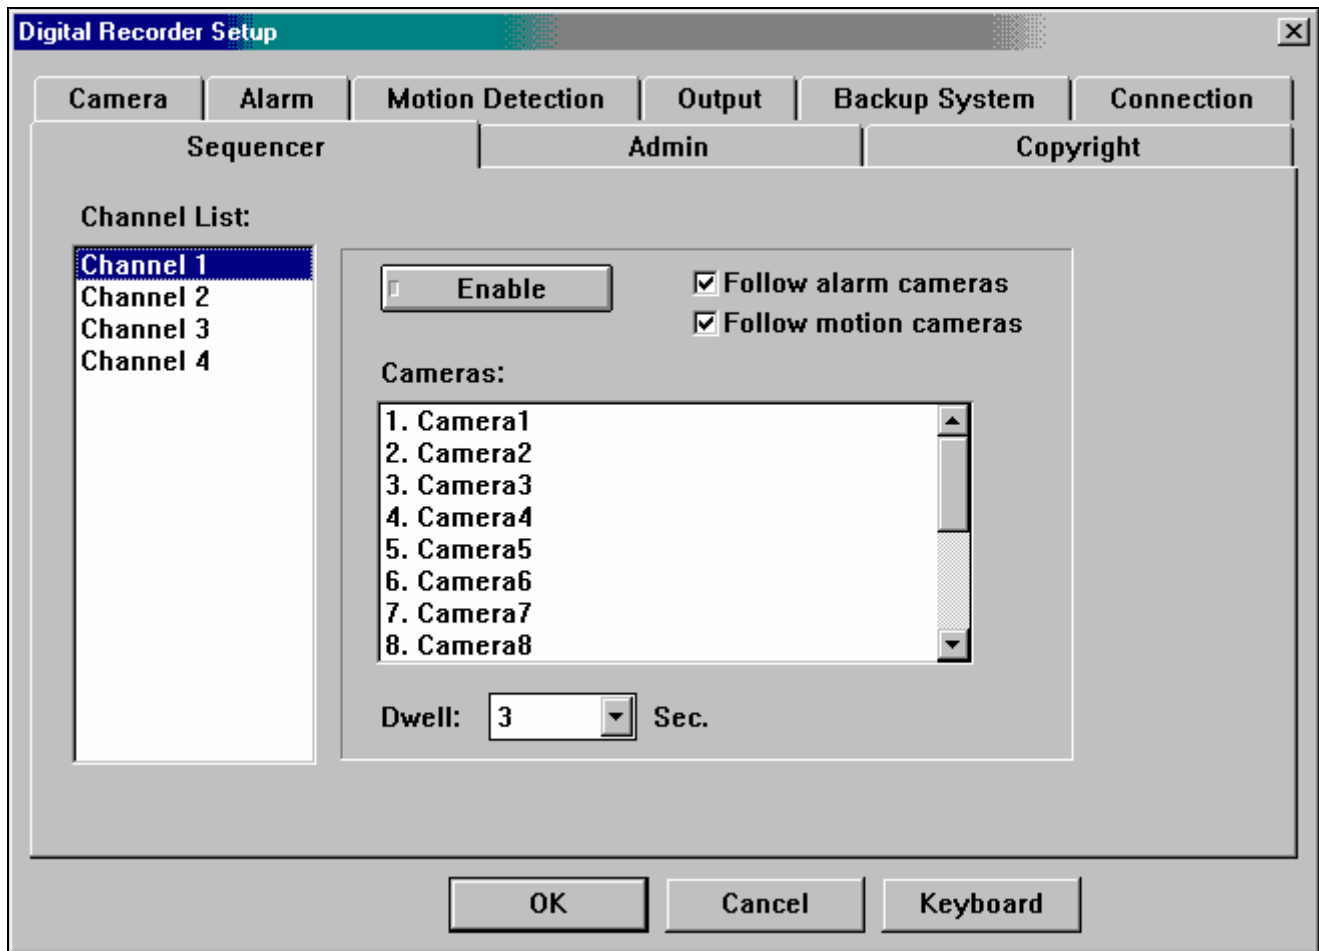 Digital Recorder Setup
Camera Alarm Motion Detection Output Backup System Connection
Sequencer Admin Copyright
Channel List:
Channel 1
Channel 2
Channel 3
Channel 4
Enable
Follow alarm cameras
Follow motion cameras
Cameras:
1. Camera1
2. Camera2
3. Camera3
4. Camera4
5. Camera5
6. Camera6
7. Camera7
8. Camera8
Dwell: 3 Sec.
OK Cancel Keyboard